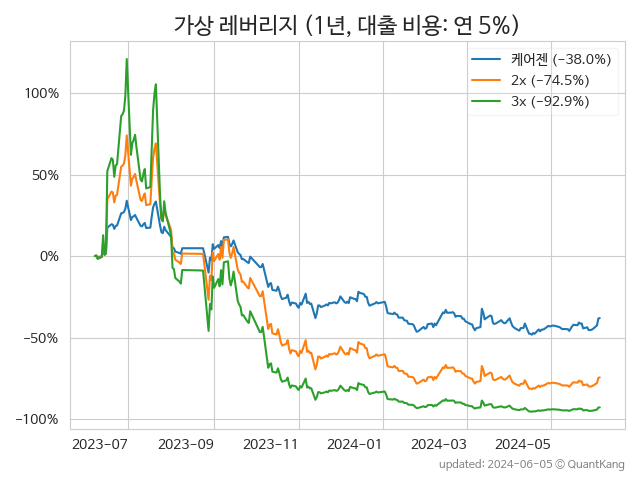 가상 레버리지 (1년, 대출 비용: 연 5%)
케어젠 (−38.0%)
2x (−74.5%)
3x (−92.9%)
100%
50%
0%
−50%
−100%
2023-07 2023-09 2023-11 2024-01 2024-03 2024-05
updated: 2024-06-05 © QuantKang